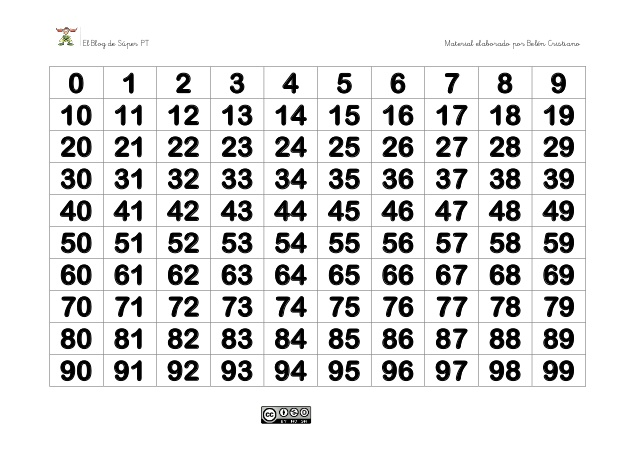 El Blog de Súper PT
Material elaborado por Belén Cristiano
0 1 2 3 4 5 6 7 8 9
10 11 12 13 14 15 16 17 18 19
20 21 22 23 24 25 26 27 28 29
30 31 32 33 34 35 36 37 38 39
40 41 42 43 44 45 46 47 48 49
50 51 52 53 54 55 56 57 58 59
60 61 62 63 64 65 66 67 68 69
70 71 72 73 74 75 76 77 78 79
80 81 82 83 84 85 86 87 88 89
90 91 92 93 94 95 96 97 98 99
cc
BY NC SA